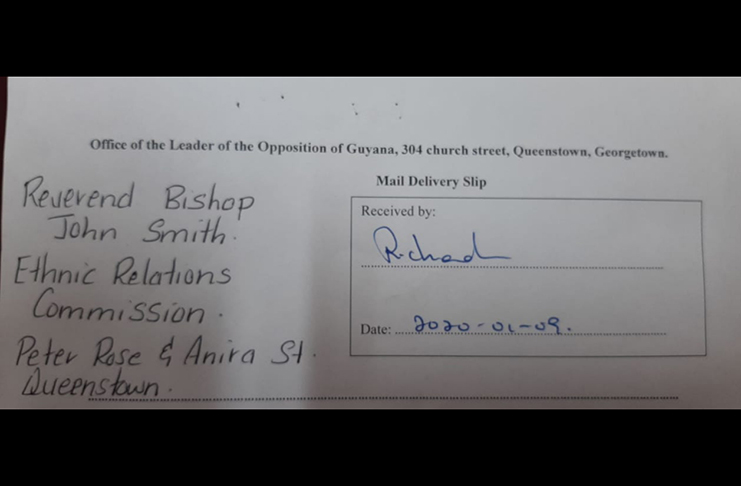 Office of the Leader of the Opposition of Guyana, 304 church street, Queenstown, Georgetown.
Mail Delivery Slip
Reverend Bishop
John Smith.
Ethnic Relations
Commission.
Peter Rose & Anira St.
Queenstown.
Received by:
Richard
Date: 2020-01-09.